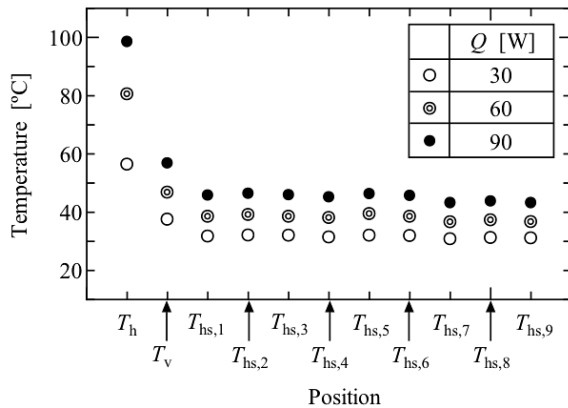 Temperature [°C]
100
80
60
40
20
Q [W]
30
60
90
T_h T_hs,1 T_hs,3 T_hs,5 T_hs,7 T_hs,9
T_v T_hs,2 T_hs,4 T_hs,6 T_hs,8
Position